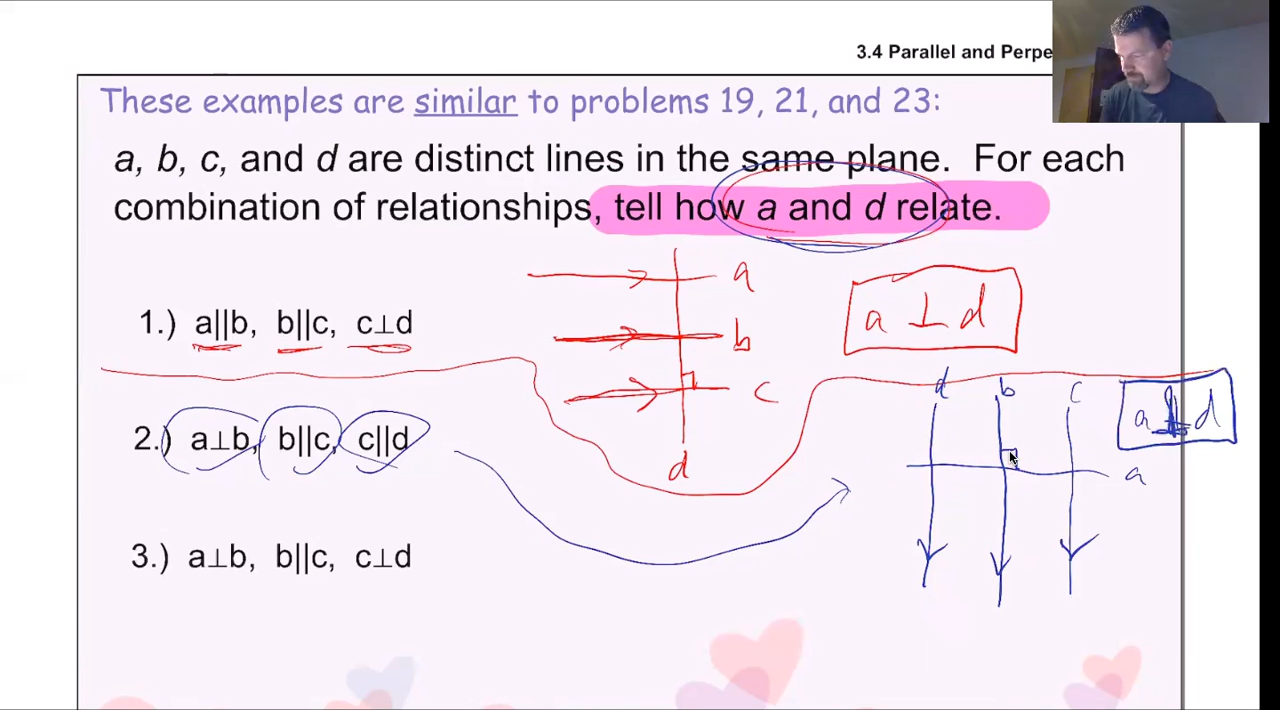 3.4 Parallel and Perpe
These examples are similar to problems 19, 21, and 23:
a, b, c, and d are distinct lines in the same plane. For each
combination of relationships, tell how a and d relate.
a
1.) a||b, b||c, c⊥d
b
a ⊥ d
c
d
2.) a⊥b, b||c, c||d
d b c
a d
a
3.) a⊥b, b||c, c⊥d